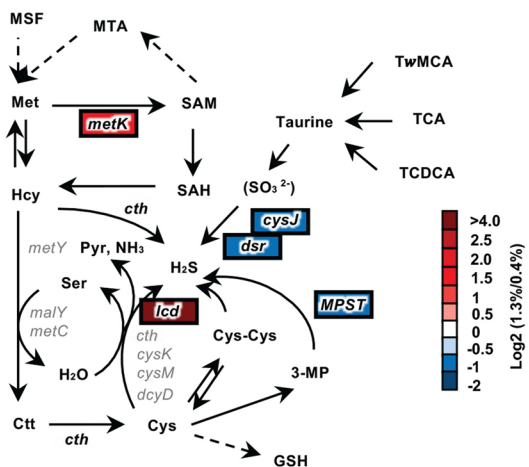 MSF
MTA
TwMCA
Met
metK
SAM
Taurine
TCA
TCDCA
Hcy
SAH
(SO₃ ²⁻)
cth
cysJ
dsr
metY
Pyr, NH₃
H₂S
Ser
lcd
MPST
malY
metC
cth
cysK
cysM
dcyD
Cys-Cys
H₂O
3-MP
Ctt
cth
Cys
GSH
>4.0
2.5
2.0
1.5
1
0.5
0
-0.5
-1
-2
Log2 (1.3%/0.4%)